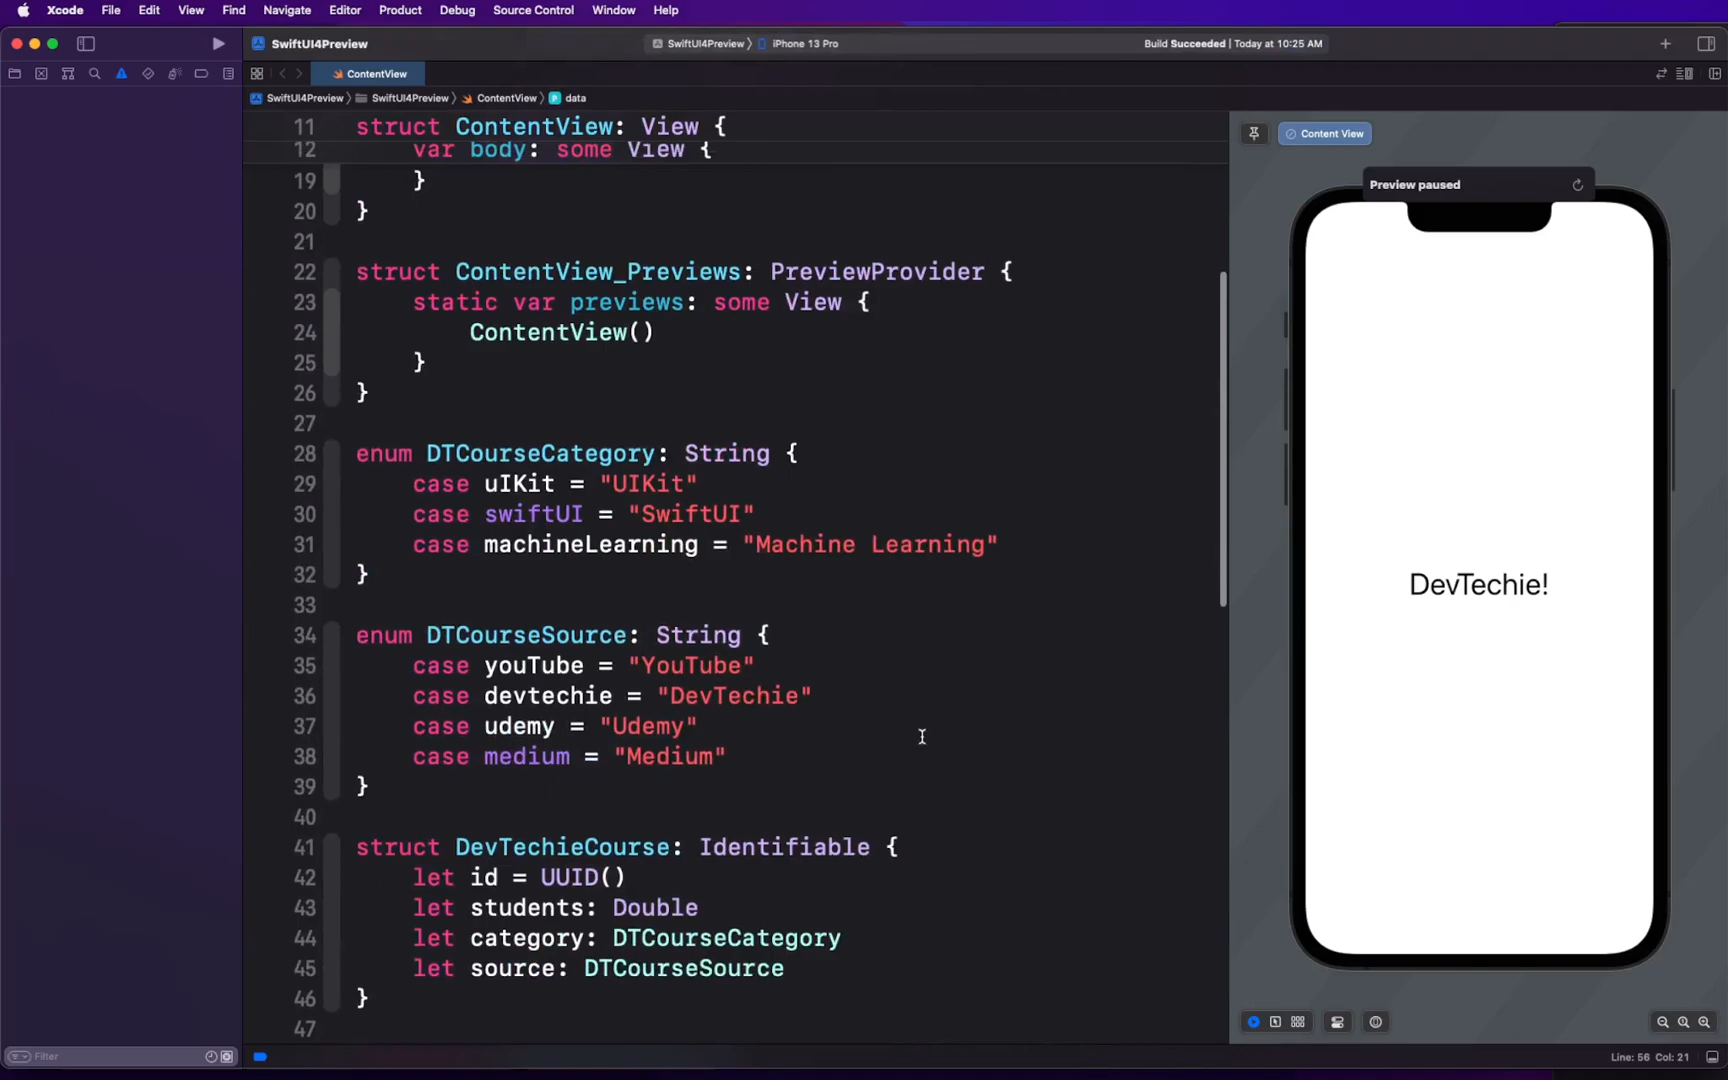 Xcode File Edit View Find Navigate Editor Product Debug Source Control Window Help
SwiftUI4Preview
SwiftUI4Preview iPhone 13 Pro
Build Succeeded | Today at 10:25 AM
ContentView
SwiftUI4Preview SwiftUI4Preview ContentView P data
11 struct ContentView: View {
12 var body: some View {
19 }
20 }
21
22 struct ContentView_Previews: PreviewProvider {
23 static var previews: some View {
24 ContentView()
25 }
26 }
27
28 enum DTCourseCategory: String {
29 case uIKit = "UIKit"
30 case swiftUI = "SwiftUI"
31 case machineLearning = "Machine Learning"
32 }
33
34 enum DTCourseSource: String {
35 case youTube = "YouTube"
36 case devtechie = "DevTechie"
37 case udemy = "Udemy"
38 case medium = "Medium"
39 }
40
41 struct DevTechieCourse: Identifiable {
42 let id = UUID()
43 let students: Double
44 let category: DTCourseCategory
45 let source: DTCourseSource
46 }
47
Content View
Preview paused
DevTechie!
Filter
Line: 56 Col: 21